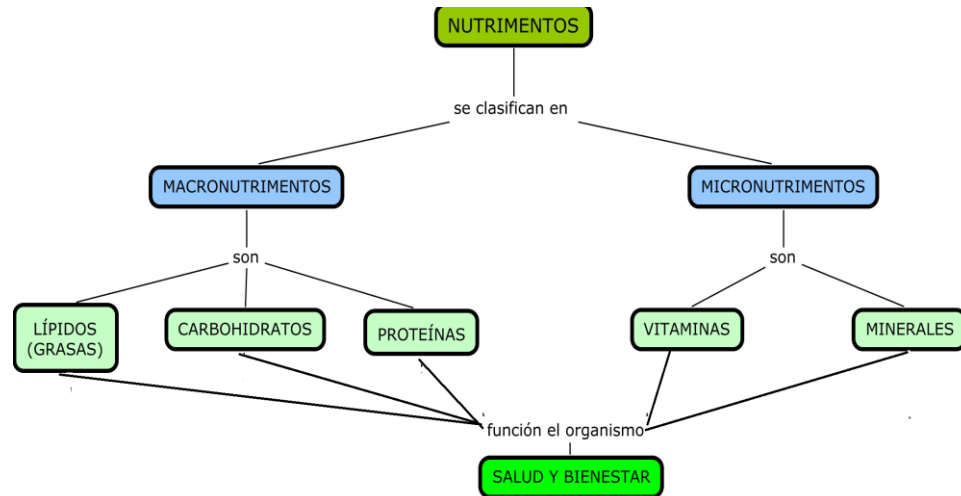 NUTRIMENTOS
se clasifican en
MACRONUTRIMENTOS
MICRONUTRIMENTOS
son
son
LÍPIDOS
(GRASAS)
CARBOHIDRATOS
PROTEÍNAS
VITAMINAS
MINERALES
función el organismo
SALUD Y BIENESTAR